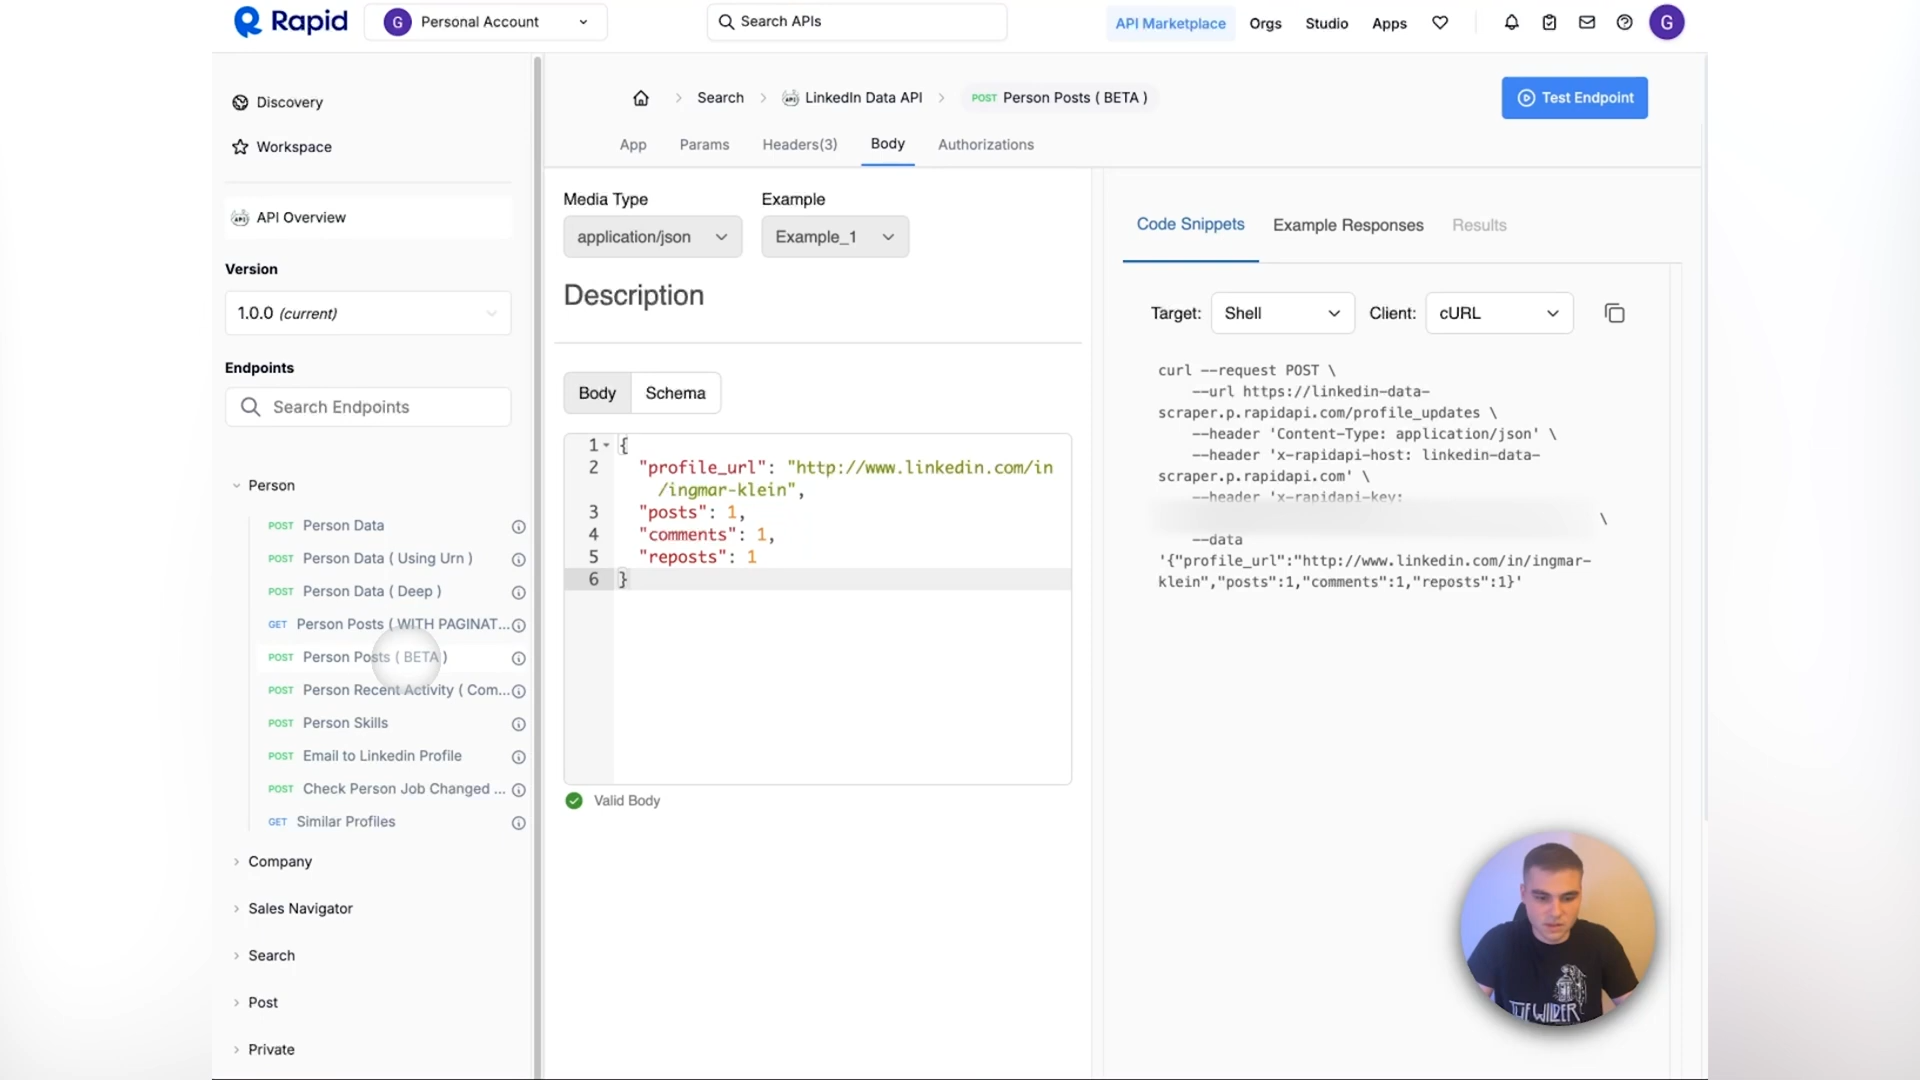 Rapid
G Personal Account
Search APIs
API Marketplace
Orgs
Studio
Apps
G
Discovery
Workspace
API Overview
Version
1.0.0 (current)
Endpoints
Search Endpoints
Person
POST Person Data
POST Person Data ( Using Urn )
POST Person Data ( Deep )
GET Person Posts ( WITH PAGINAT...
POST Person Posts ( BETA )
POST Person Recent Activity ( Com...
POST Person Skills
POST Email to Linkedin Profile
POST Check Person Job Changed ...
GET Similar Profiles
Company
Sales Navigator
Search
Post
Private
Search
LinkedIn Data API
POST Person Posts ( BETA )
Test Endpoint
App
Params
Headers(3)
Body
Authorizations
Media Type
Example
application/json
Example_1
Description
Body
Schema
1 {
2 "profile_url": "http://www.linkedin.com/in
/ingmar-klein",
3 "posts": 1,
4 "comments": 1,
5 "reposts": 1
6 }
Valid Body
Code Snippets
Example Responses
Results
Target: Shell
Client: cURL
curl --request POST \
--url https://linkedin-data-
scraper.p.rapidapi.com/profile_updates \
--header 'Content-Type: application/json' \
--header 'x-rapidapi-host: linkedin-data-
scraper.p.rapidapi.com' \
--header 'x-rapidapi-key:
\
--data
'{"profile_url":"http://www.linkedin.com/in/ingmar-
klein","posts":1,"comments":1,"reposts":1}'